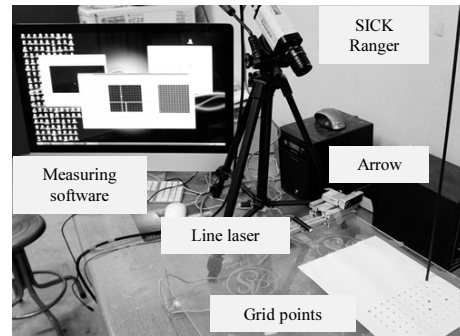 SICK
Ranger
Measuring
software
Arrow
Line laser
Grid points